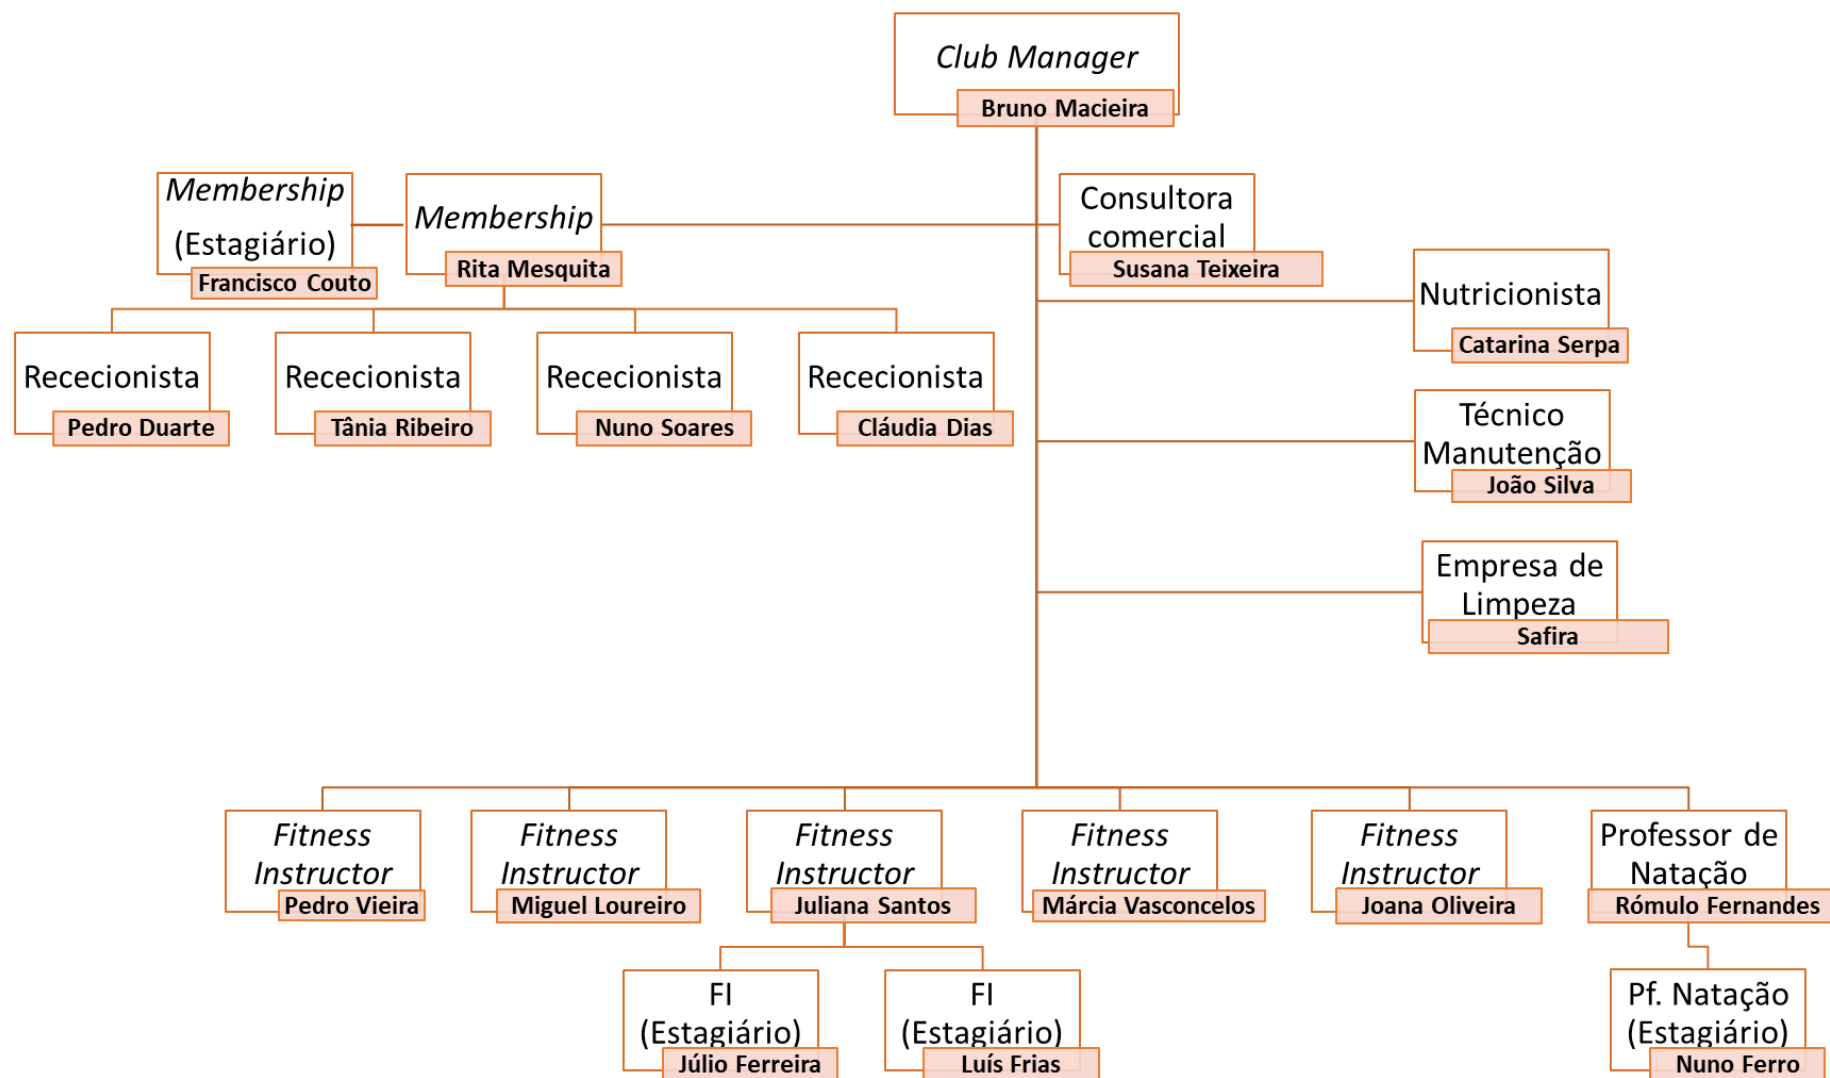 Club Manager
Bruno Macieira
Membership
(Estagiário)
Francisco Couto
Membership
Rita Mesquita
Consultora
comercial
Susana Teixeira
Nutricionista
Catarina Serpa
Rececionista
Pedro Duarte
Rececionista
Tânia Ribeiro
Rececionista
Nuno Soares
Rececionista
Cláudia Dias
Técnico
Manutenção
João Silva
Empresa de
Limpeza
Safira
Fitness
Instructor
Pedro Vieira
Fitness
Instructor
Miguel Loureiro
Fitness
Instructor
Juliana Santos
Fitness
Instructor
Márcia Vasconcelos
Fitness
Instructor
Joana Oliveira
Professor de
Natação
Rómulo Fernandes
FI
(Estagiário)
Júlio Ferreira
FI
(Estagiário)
Luís Frias
Pf. Natação
(Estagiário)
Nuno Ferro